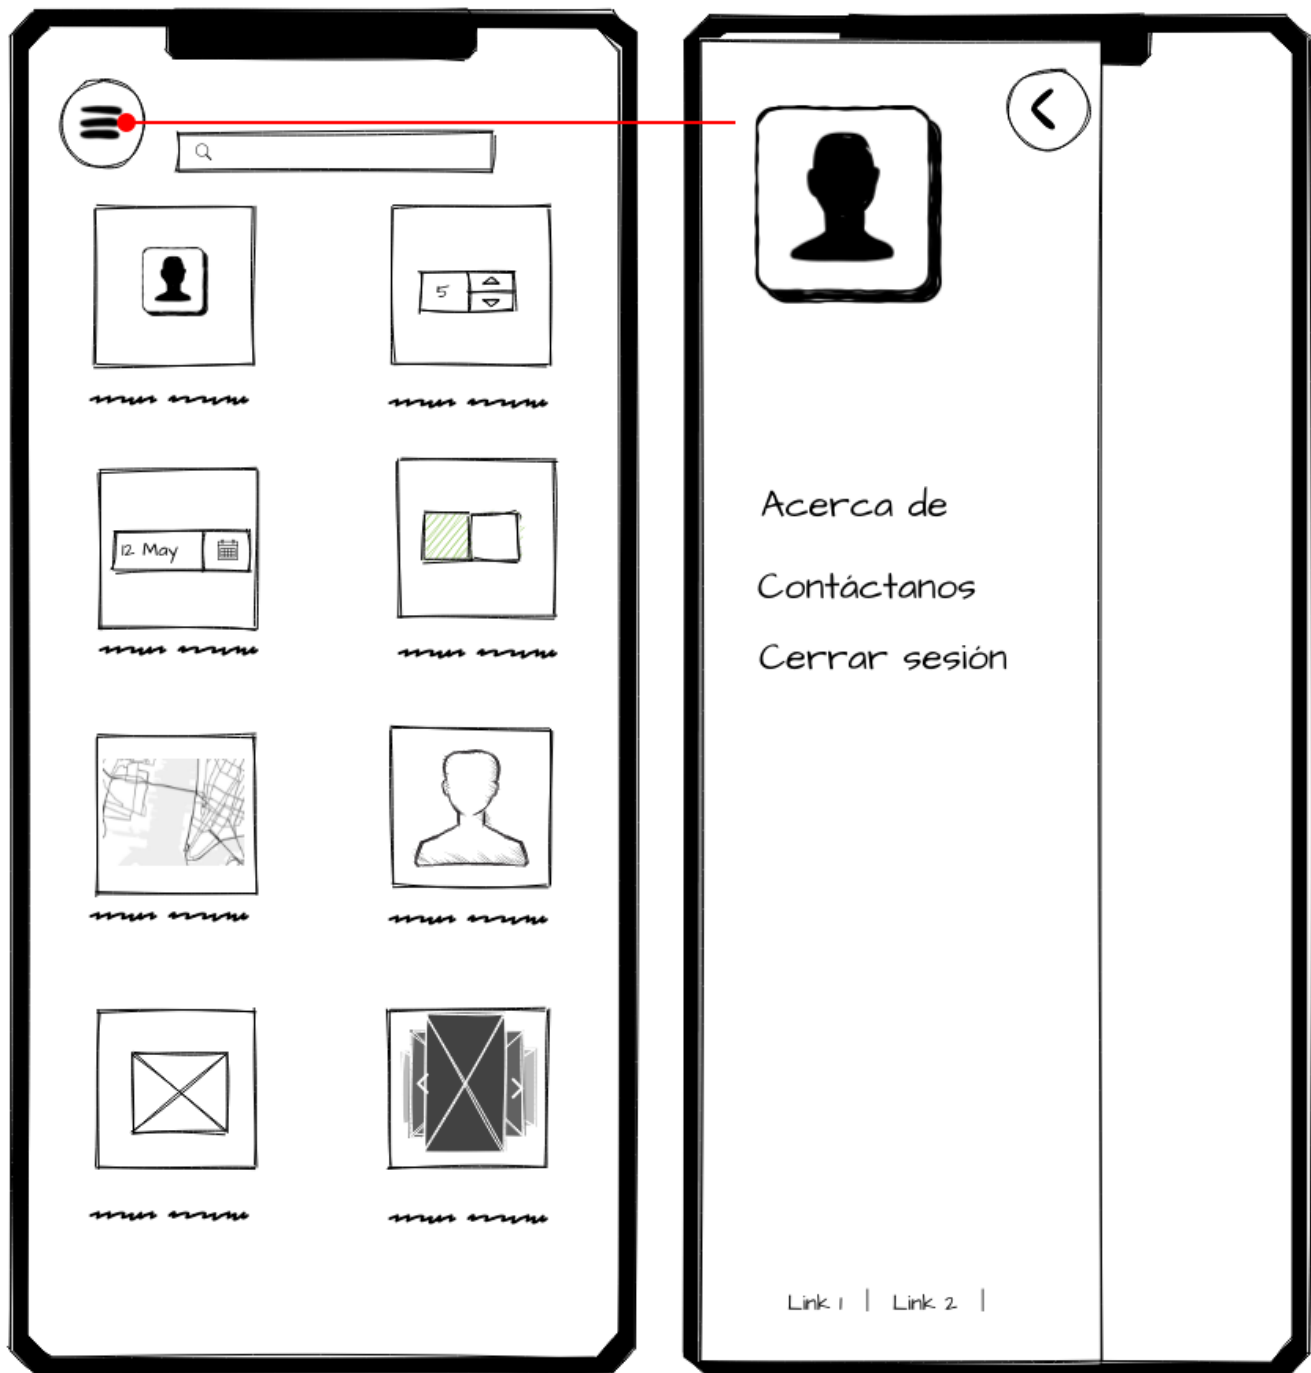 5
12 May
Acerca de
Contáctanos
Cerrar sesión
Link 1 | Link 2 |